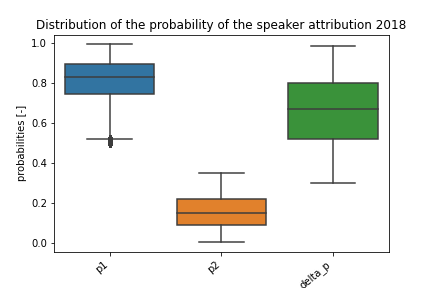 Distribution of the probability of the speaker attribution 2018
probabilities [-]
1.0
0.8
0.6
0.4
0.2
0.0
p1
p2
delta_p